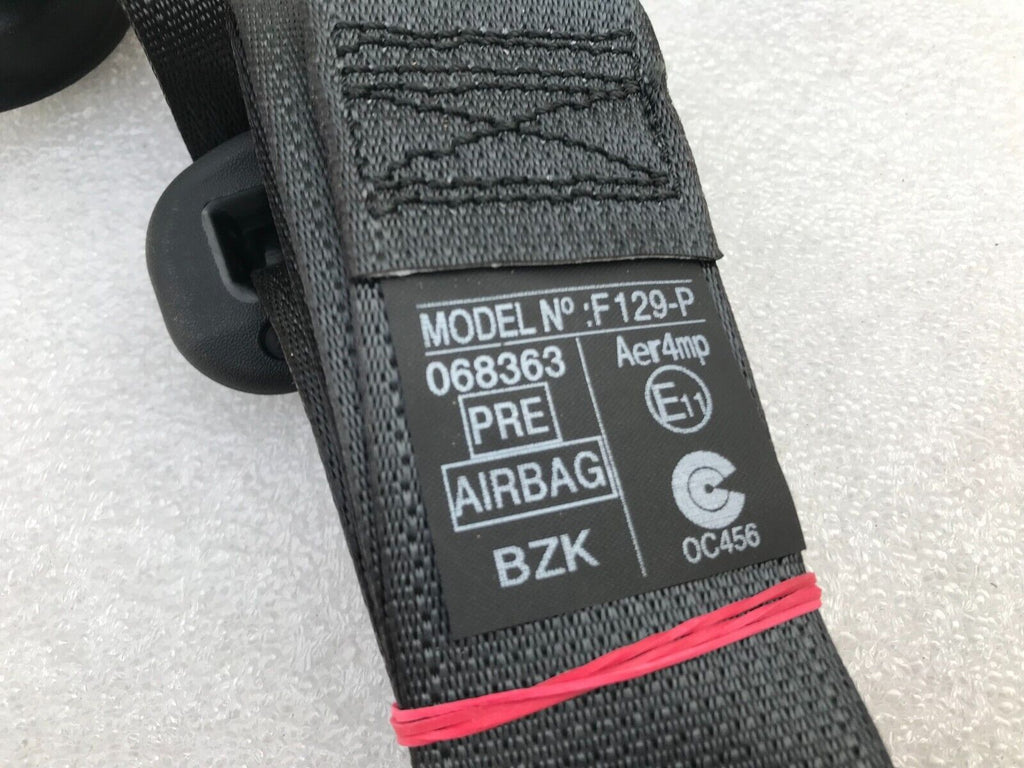 MODEL Nº :F129-P
068363
PRE
AIRBAG
BZK
Aer4mp
E11
0C456